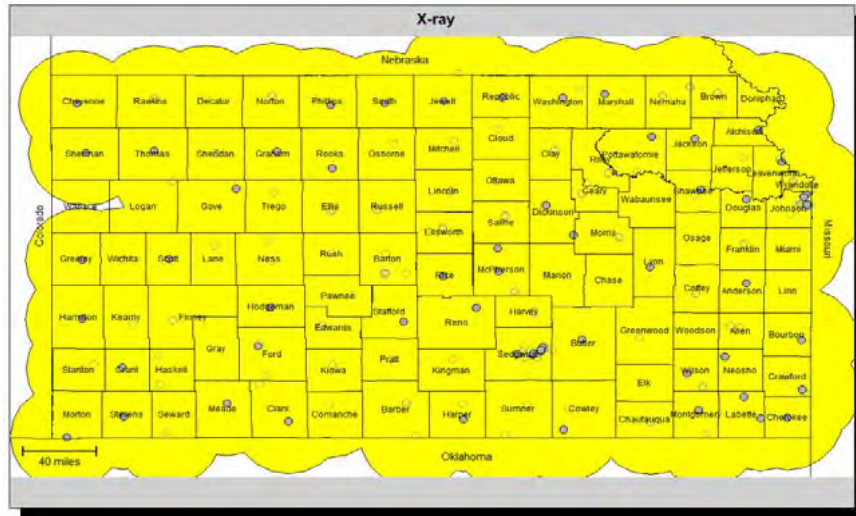 X-ray
Nebraska
Cheyenne Rawlins Decatur Norton Phillips Smith Jewell Republic Washington Marshall Nemaha Brown Doniphan
Cloud Atchison
Sherman Thomas Sheridan Graham Rooks Osborne Mitchell Clay Riley Pottawatomie Jackson
Jefferson Leavenworth
Wallace Logan Gove Trego Ellis Russell Lincoln Ottawa Geary Wabaunsee Shawnee Wyandotte
Dickinson Douglas Johnson
Colorado
Missouri
Ellsworth Saline Morris Osage
Greeley Wichita Scott Lane Ness Rush Barton Rice McPherson Marion Chase Lyon Franklin Miami
Pawnee Coffey Anderson Linn
Hamilton Kearny Finney Hodgeman Stafford Reno Harvey
Edwards Greenwood Woodson Allen Bourbon
Gray Ford
Stanton Grant Haskell Kiowa Pratt Kingman Sedgwick Butler Wilson Neosho Crawford
Elk
Morton Stevens Seward Meade Clark Comanche Barber Harper Sumner Cowley Chautauqua Montgomery Labette Cherokee
40 miles
Oklahoma